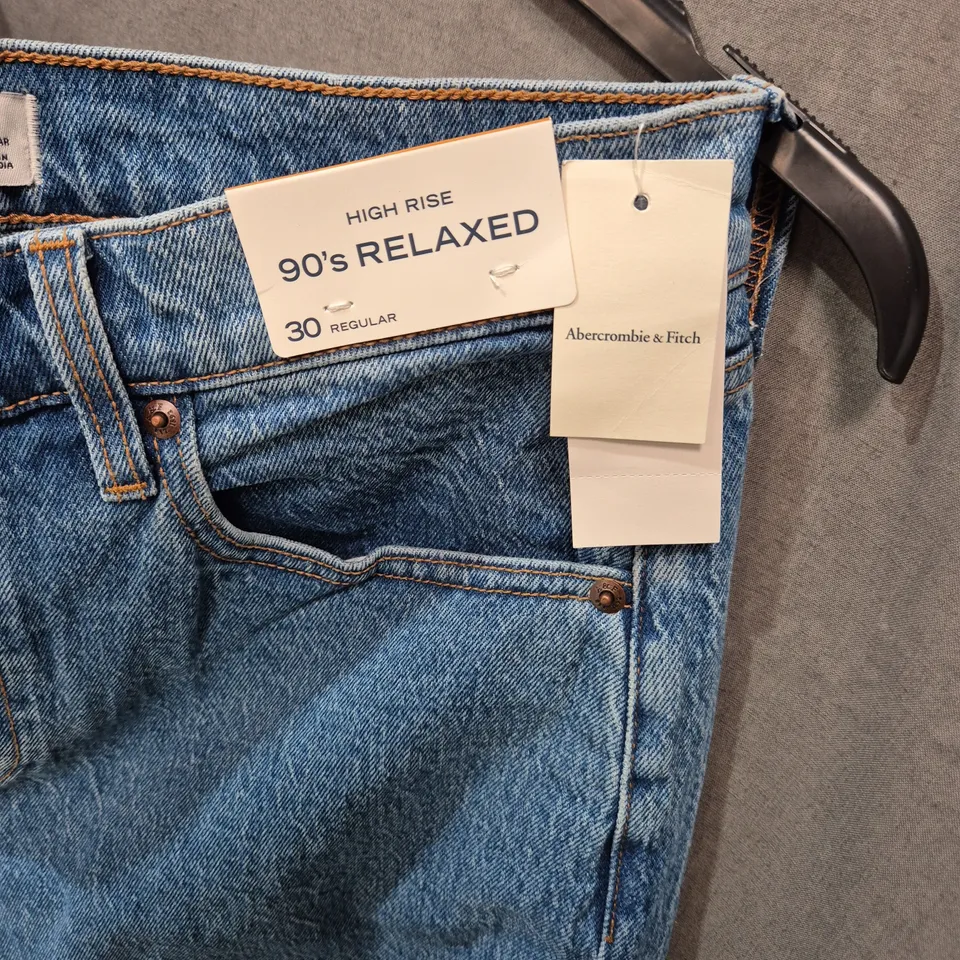 HIGH RISE
90's RELAXED
30 REGULAR
Abercrombie & Fitch